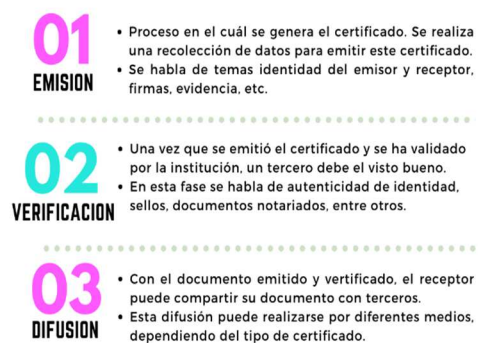 01
EMISION
• Proceso en el cuál se genera el certificado. Se realiza
una recolección de datos para emitir este certificado.
• Se habla de temas identidad del emisor y receptor,
firmas, evidencia, etc.
02
VERIFICACION
• Una vez que se emitió el certificado y se ha validado
por la institución, un tercero debe el visto bueno.
• En esta fase se habla de autenticidad de identidad,
sellos, documentos notariados, entre otros.
03
DIFUSION
• Con el documento emitido y vertificado, el receptor
puede compartir su documento con terceros.
• Esta difusión puede realizarse por diferentes medios,
dependiendo del tipo de certificado.